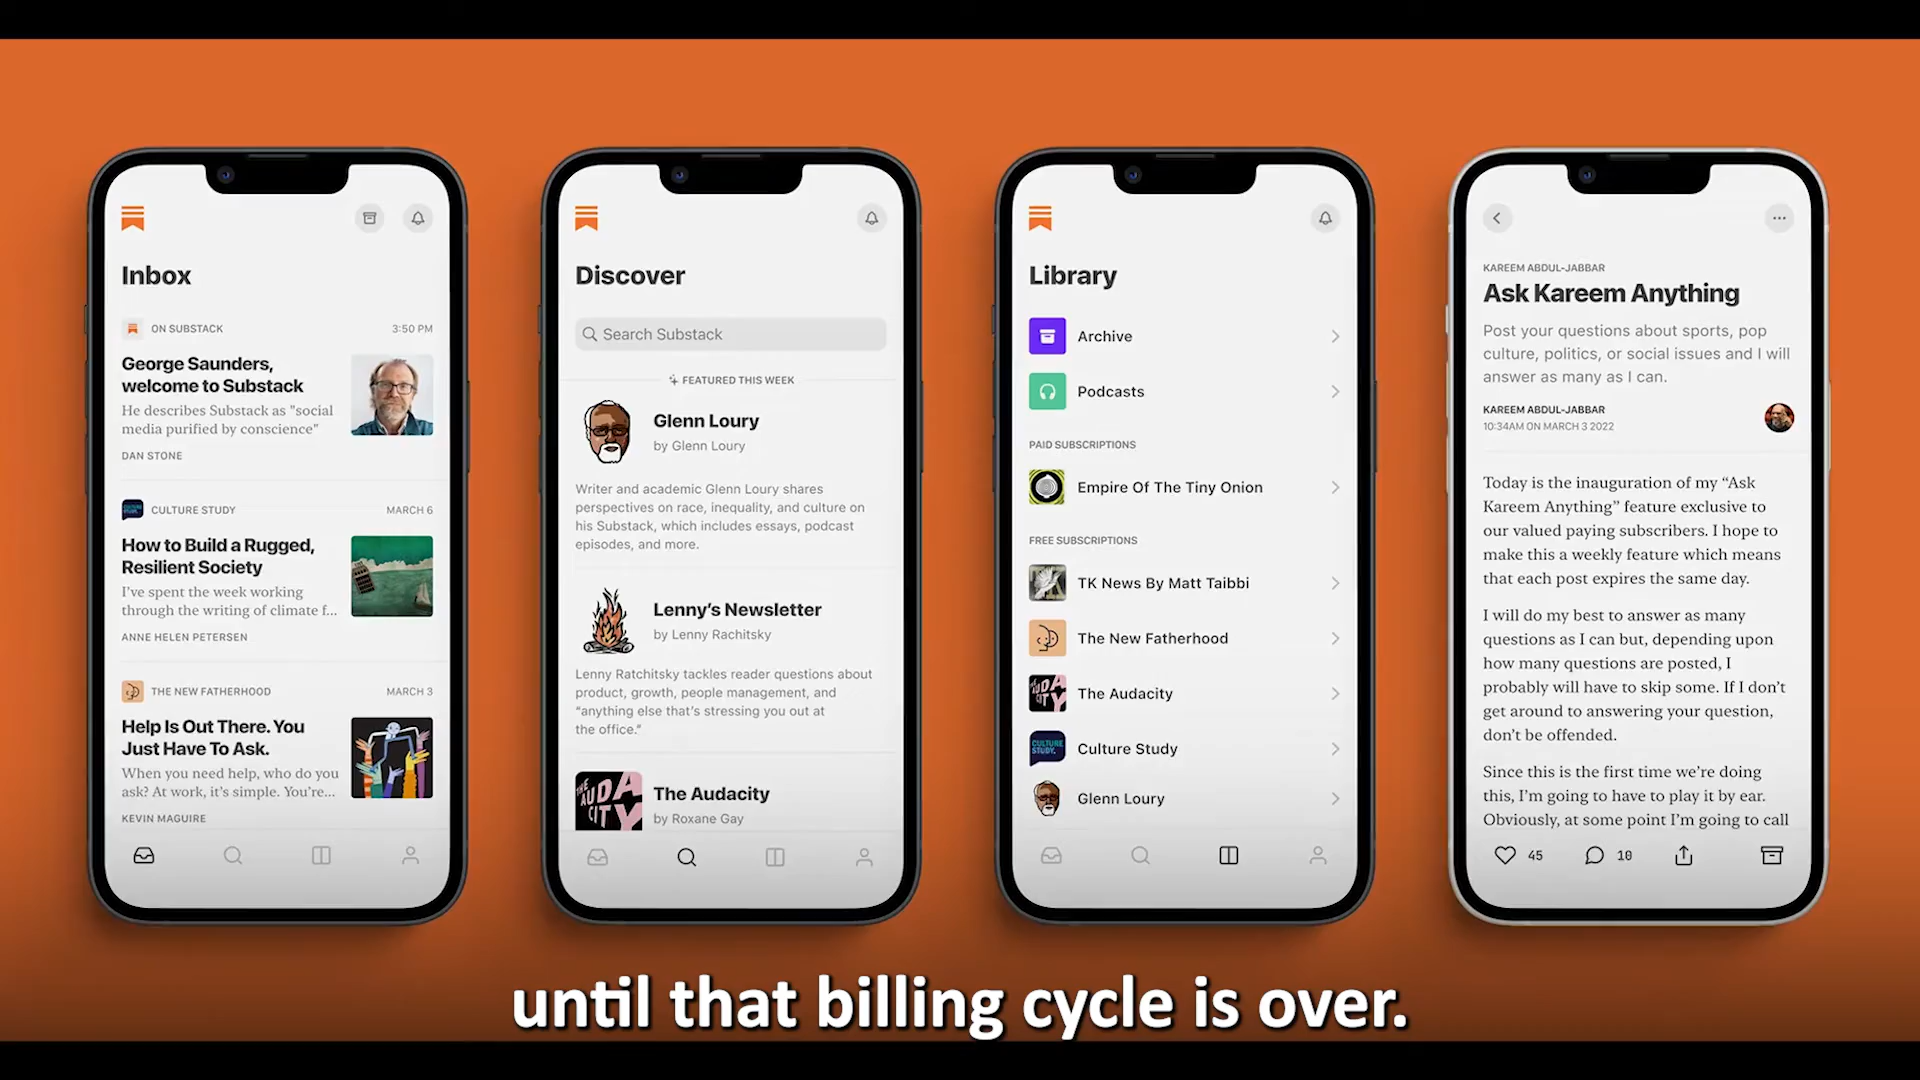 Inbox
ON SUBSTACK
3:50 PM
George Saunders,
welcome to Substack
He describes Substack as "social
media purified by conscience"
DAN STONE
CULTURE STUDY
MARCH 6
How to Build a Rugged,
Resilient Society
I've spent the week working
through the writing of climate f...
ANNE HELEN PETERSEN
THE NEW FATHERHOOD
MARCH 3
Help Is Out There. You
Just Have To Ask.
When you need help, who do you
ask? At work, it's simple. You're...
KEVIN MAGUIRE
Discover
Search Substack
FEATURED THIS WEEK
Glenn Loury
by Glenn Loury
Writer and academic Glenn Loury shares
perspectives on race, inequality, and culture on
his Substack, which includes essays, podcast
episodes, and more.
Lenny's Newsletter
by Lenny Rachitsky
Lenny Ratchitsky tackles reader questions about
product, growth, people management, and
"anything else that's stressing you out at
the office."
THE AUDACITY
The Audacity
by Roxane Gay
Library
Archive
Podcasts
PAID SUBSCRIPTIONS
Empire Of The Tiny Onion
FREE SUBSCRIPTIONS
TK News By Matt Taibbi
The New Fatherhood
The Audacity
CULTURE
STUDY.
Culture Study
Glenn Loury
KAREEM ABDUL-JABBAR
Ask Kareem Anything
Post your questions about sports, pop
culture, politics, or social issues and I will
answer as many as I can.
KAREEM ABDUL-JABBAR
10:34AM ON MARCH 3 2022
Today is the inauguration of my "Ask
Kareem Anything" feature exclusive to
our valued paying subscribers. I hope to
make this a weekly feature which means
that each post expires the same day.
I will do my best to answer as many
questions as I can but, depending upon
how many questions are posted, I
probably will have to skip some. If I don't
get around to answering your question,
don't be offended.
Since this is the first time we're doing
this, I'm going to have to play it by ear.
Obviously, at some point I'm going to call
45
10
until that billing cycle is over.